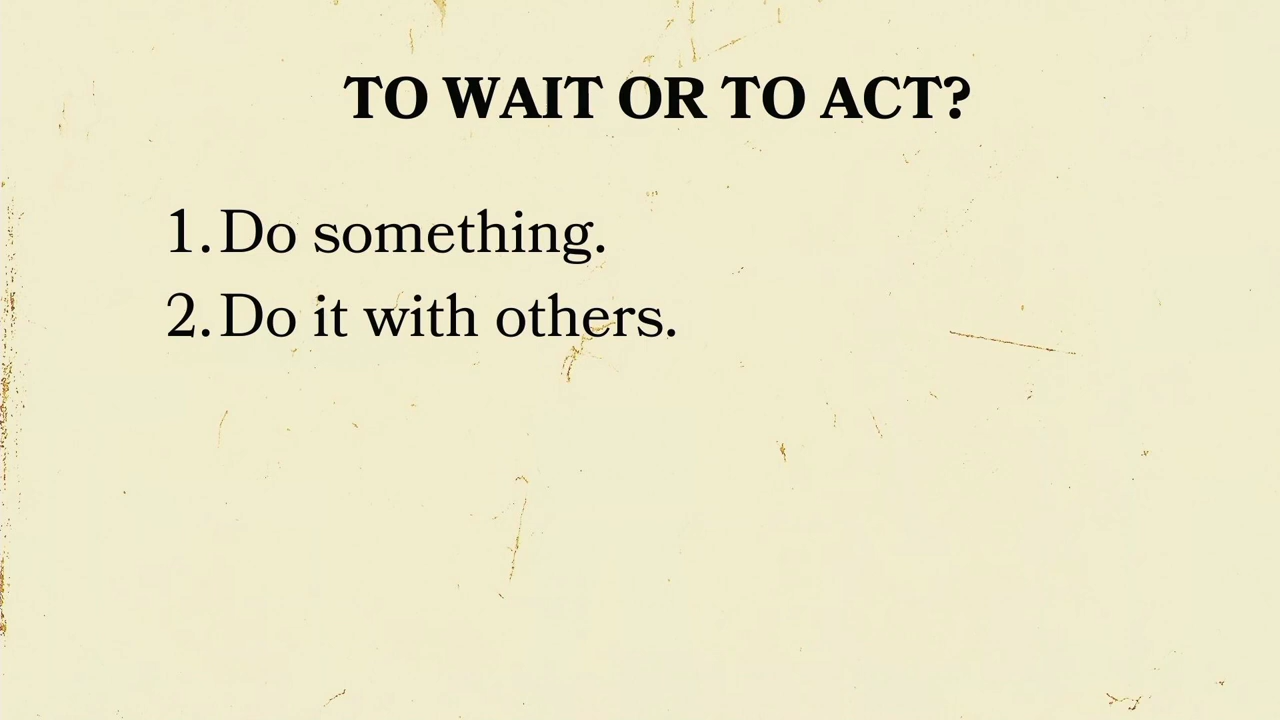 TO WAIT OR TO ACT?
1. Do something.
2. Do it with others.